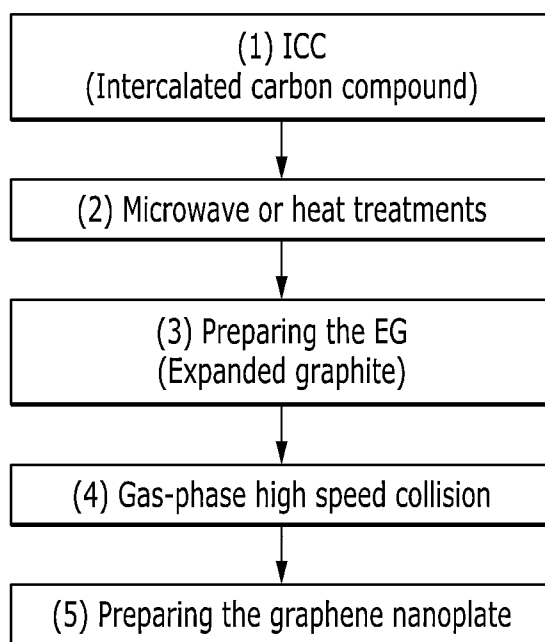 (1) ICC
(Intercalated carbon compound)
(2) Microwave or heat treatments
(3) Preparing the EG
(Expanded graphite)
(4) Gas-phase high speed collision
(5) Preparing the graphene nanoplate